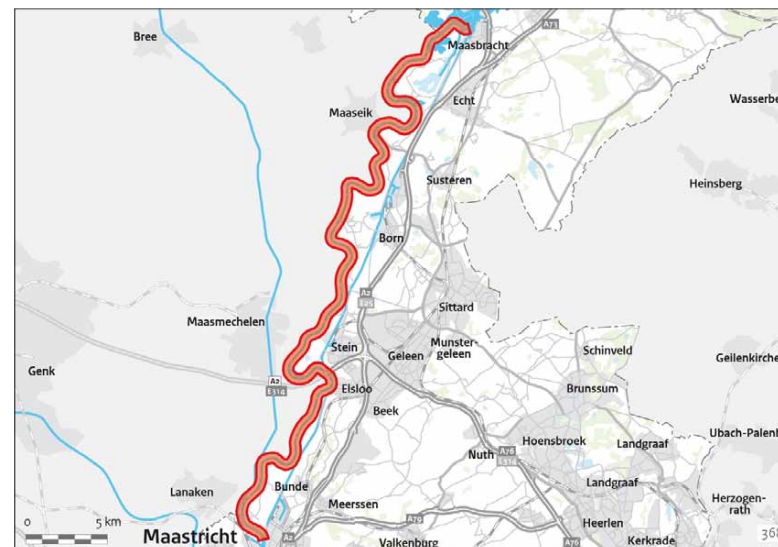 Bree
A73
Maasbracht
Echt
Wasserbe
Maaseik
Susteren
Heinsberg
Born
A2
E25
Sittard
Maasmechelen
Stein
Munster-
geleen
Geleen
Schinveld
Geilenkirche
Genk
A2
E314
Elsloo
Brunssum
Beek
Hoensbroek
Landgraaf
Ubach-Palenb
Nuth
A76
E314
Lanaken
Bunde
Landgraaf
Meerssen
Herzogen-
rath
0 5 km
Maastricht
A2
A79
Valkenburg
Heerlen
A76
Kerkrade